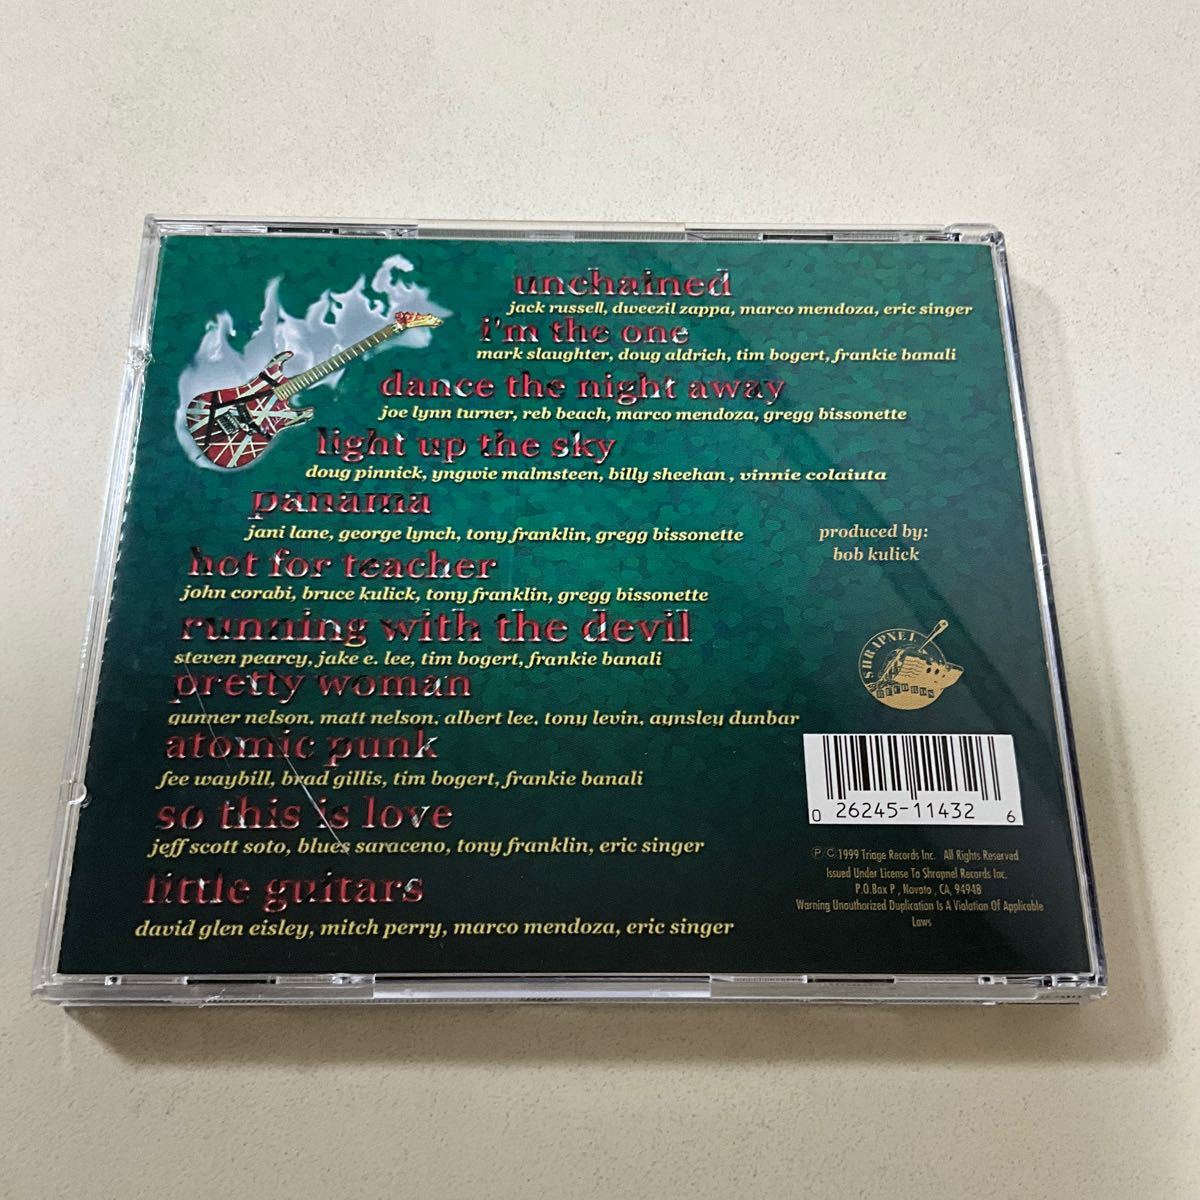 unchained
jack russell, dweezil zappa, marco mendoza, eric singer
i'm the one
mark slaughter, doug aldrich, tim bogert, frankie banali
dance the night away
joe lynn turner, reb beach, marco mendoza, gregg bissonette
light up the sky
doug pinnick, yngwie malmsteen, billy sheehan , vinnie colaiuta
panama
jani lane, george lynch, tony franklin, gregg bissonette
hot for teacher
john corabi, bruce kulick, tony franklin, gregg bissonette
running with the devil
steven pearcy, jake e. lee, tim bogert, frankie banali
pretty woman
gunner nelson, matt nelson, albert lee, tony levin, aynsley dunbar
atomic punk
fee waybill, brad gillis, tim bogert, frankie banali
so this is love
jeff scott soto, blues saraceno, tony franklin, eric singer
little guitars
david glen eisley, mitch perry, marco mendoza, eric singer
produced by:
bob kulick
SHRAPNEL
RECORDS
0 26245-11432 6
℗ © 1999 Triage Records Inc. All Rights Reserved
Issued Under License To Shrapnel Records Inc.
P.O.Box P , Novato , CA, 94948
Warning Unauthorized Duplication Is A Violation Of Applicable
Laws